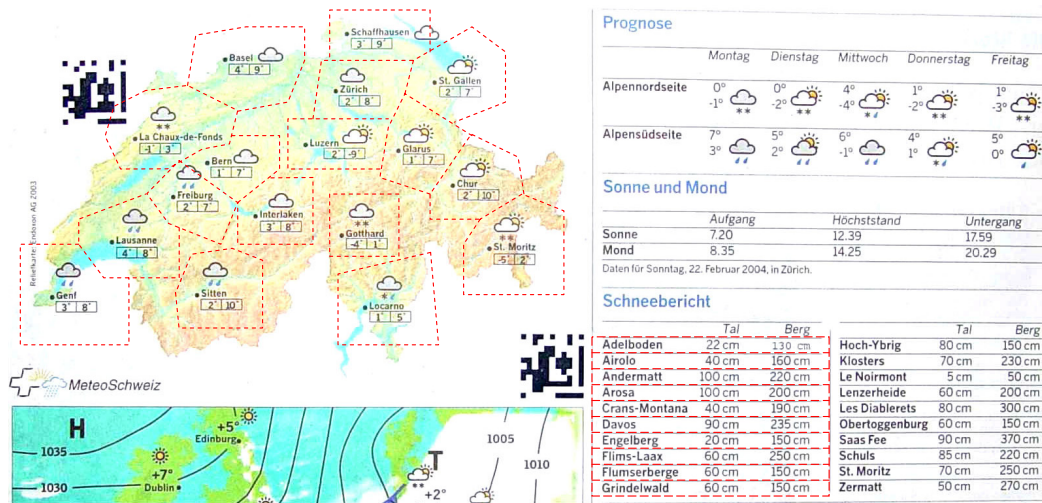 Schaffhausen
3° 9°
Basel
4° 9°
St. Gallen
2° 7°
Zürich
2° 8°
La Chaux-de-Fonds
-1° 3°
Luzern
2° -9°
Glarus
1° 7°
Bern
1° 7°
Chur
2° 10°
Freiburg
2° 7°
Interlaken
3° 8°
Gotthard
-4° 1°
St. Moritz
-5° 2°
Lausanne
4° 8°
Genf
3° 8°
Sitten
2° 10°
Locarno
1° 5°
Reliefkarte: Endoxon AG 2003
MeteoSchweiz
H
+5°
Edinburg
1035
+7°
1030
Dublin
T
+2°
1005
1010
Prognose
Montag Dienstag Mittwoch Donnerstag Freitag
Alpennordseite 0° 0° 4° 1° 1°
-1° -2° -4° -2° -3°
Alpensüdseite 7° 5° 6° 4° 5°
3° 2° -1° 1° 0°
Sonne und Mond
Aufgang Höchststand Untergang
Sonne 7.20 12.39 17.59
Mond 8.35 14.25 20.29
Daten für Sonntag, 22. Februar 2004, in Zürich.
Schneebericht
Tal Berg
Adelboden 22 cm 130 cm
Airolo 40 cm 160 cm
Andermatt 100 cm 220 cm
Arosa 100 cm 200 cm
Crans-Montana 40 cm 190 cm
Davos 90 cm 235 cm
Engelberg 20 cm 150 cm
Flims-Laax 60 cm 250 cm
Flumserberge 60 cm 150 cm
Grindelwald 60 cm 150 cm
Tal Berg
Hoch-Ybrig 80 cm 150 cm
Klosters 70 cm 230 cm
Le Noirmont 5 cm 50 cm
Lenzerheide 60 cm 200 cm
Les Diablerets 80 cm 300 cm
Obertoggenburg 60 cm 150 cm
Saas Fee 90 cm 370 cm
Schuls 85 cm 220 cm
St. Moritz 70 cm 250 cm
Zermatt 50 cm 270 cm